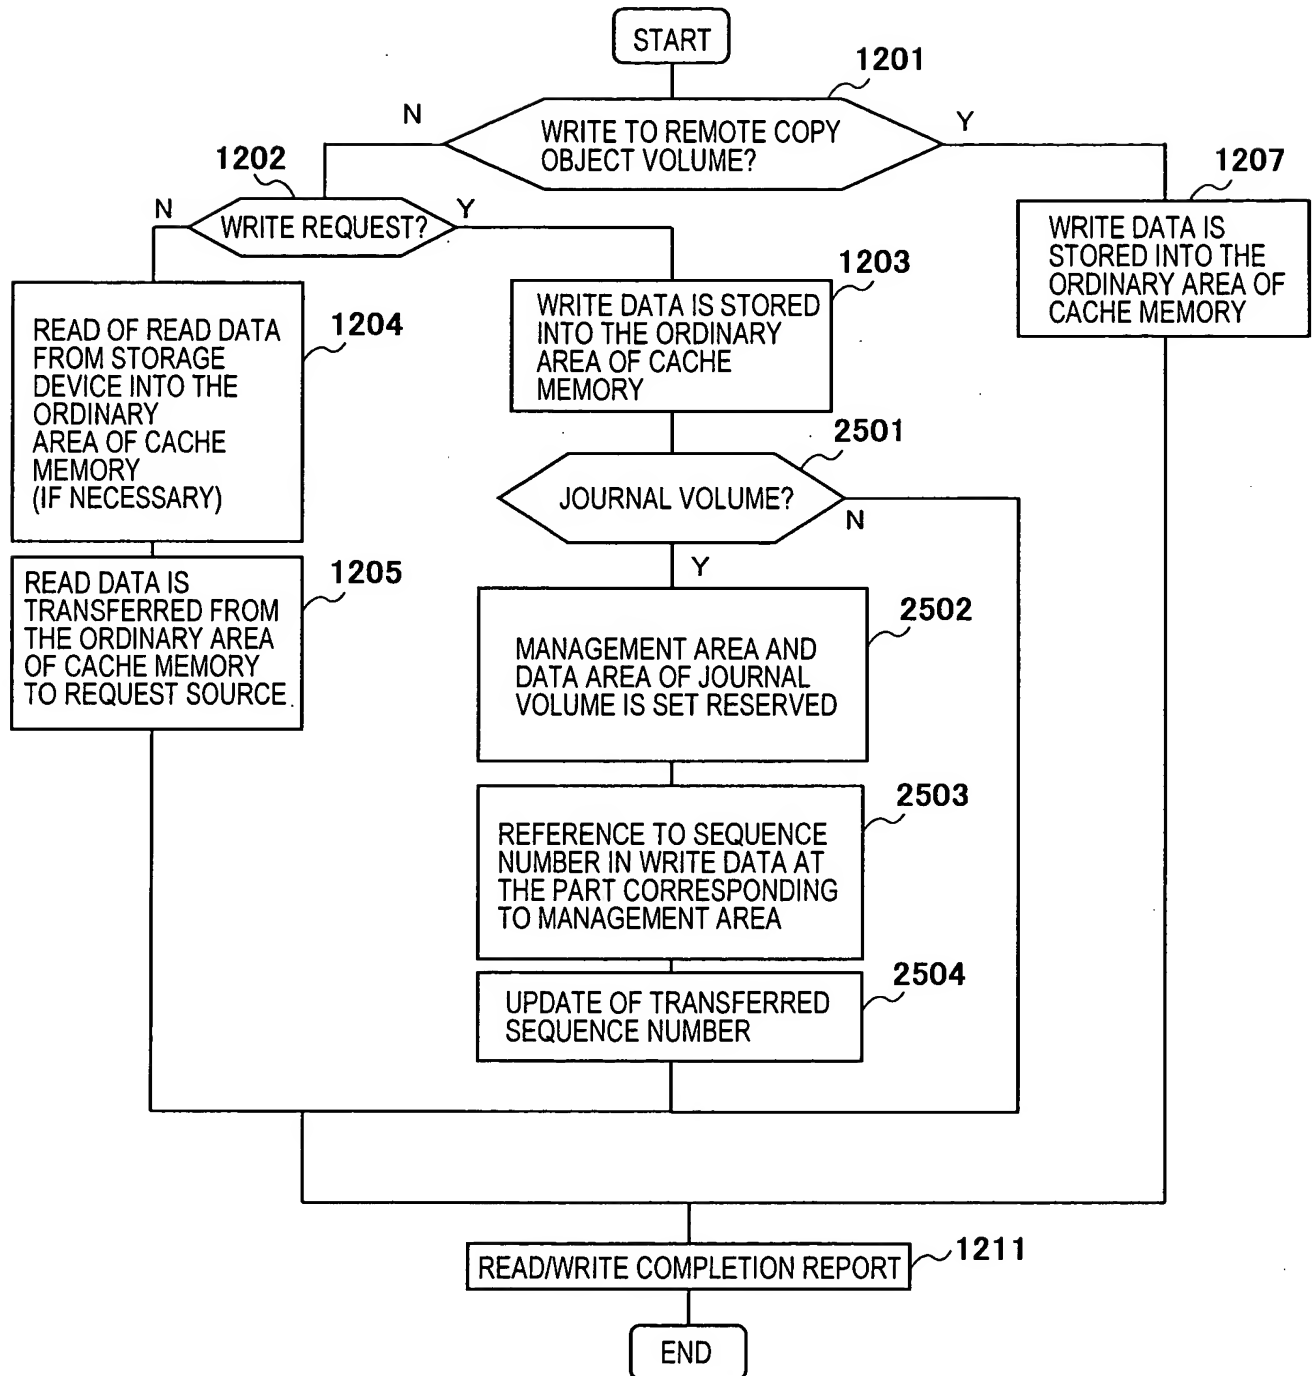 START
1201
N
WRITE TO REMOTE COPY
OBJECT VOLUME?
Y
1202
N
WRITE REQUEST?
Y
1207
WRITE DATA IS
STORED INTO THE
ORDINARY AREA OF
CACHE MEMORY
1203
WRITE DATA IS STORED
INTO THE ORDINARY
AREA OF CACHE
MEMORY
1204
READ OF READ DATA
FROM STORAGE
DEVICE INTO THE
ORDINARY
AREA OF CACHE
MEMORY
(IF NECESSARY)
2501
JOURNAL VOLUME?
N
Y
1205
READ DATA IS
TRANSFERRED FROM
THE ORDINARY AREA
OF CACHE MEMORY
TO REQUEST SOURCE.
2502
MANAGEMENT AREA AND
DATA AREA OF JOURNAL
VOLUME IS SET RESERVED
2503
REFERENCE TO SEQUENCE
NUMBER IN WRITE DATA AT
THE PART CORRESPONDING
TO MANAGEMENT AREA
2504
UPDATE OF TRANSFERRED
SEQUENCE NUMBER
1211
READ/WRITE COMPLETION REPORT
END